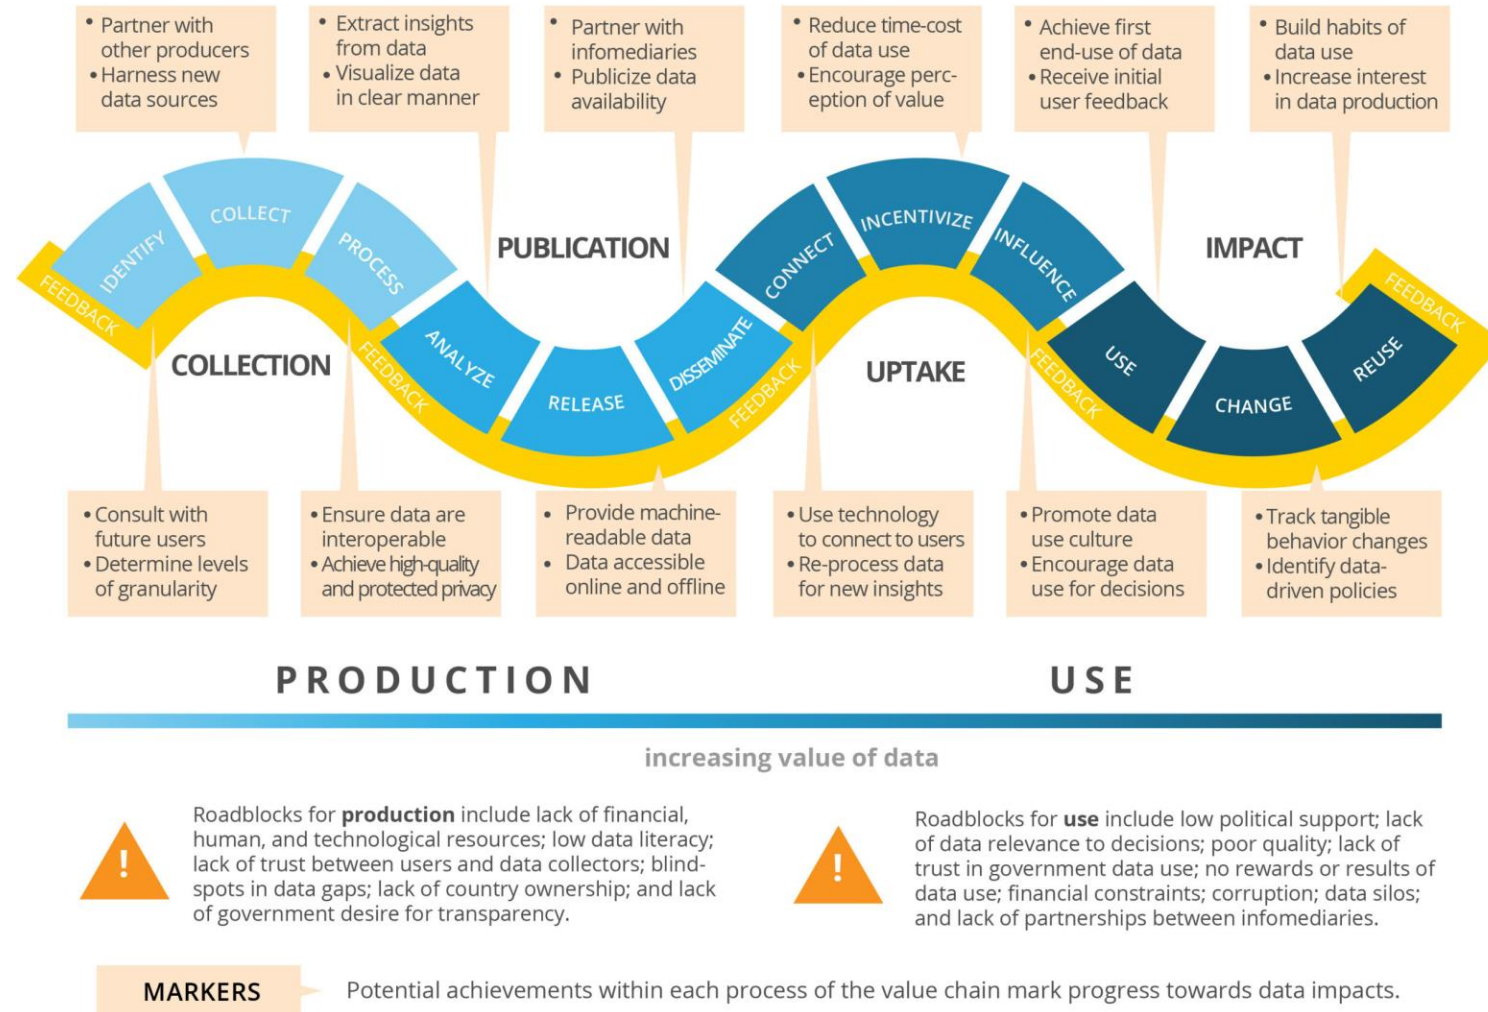 • Partner with
other producers
• Harness new
data sources
• Extract insights
from data
• Visualize data
in clear manner
• Partner with
infomediaries
• Publicize data
availability
• Reduce time-cost
of data use
• Encourage perc-
eption of value
• Achieve first
end-use of data
• Receive initial
user feedback
• Build habits of
data use
• Increase interest
in data production
IDENTIFY
COLLECT
PROCESS
ANALYZE
RELEASE
DISSEMINATE
CONNECT
INCENTIVIZE
INFLUENCE
USE
CHANGE
REUSE
FEEDBACK
FEEDBACK
FEEDBACK
FEEDBACK
FEEDBACK
COLLECTION
PUBLICATION
UPTAKE
IMPACT
• Consult with
future users
• Determine levels
of granularity
• Ensure data are
interoperable
• Achieve high-quality
and protected privacy
• Provide machine-
readable data
• Data accessible
online and offline
• Use technology
to connect to users
• Re-process data
for new insights
• Promote data
use culture
• Encourage data
use for decisions
• Track tangible
behavior changes
• Identify data-
driven policies
PRODUCTION
USE
increasing value of data
!
Roadblocks for production include lack of financial,
human, and technological resources; low data literacy;
lack of trust between users and data collectors; blind-
spots in data gaps; lack of country ownership; and lack
of government desire for transparency.
!
Roadblocks for use include low political support; lack
of data relevance to decisions; poor quality; lack of
trust in government data use; no rewards or results of
data use; financial constraints; corruption; data silos;
and lack of partnerships between infomediaries.
MARKERS
Potential achievements within each process of the value chain mark progress towards data impacts.